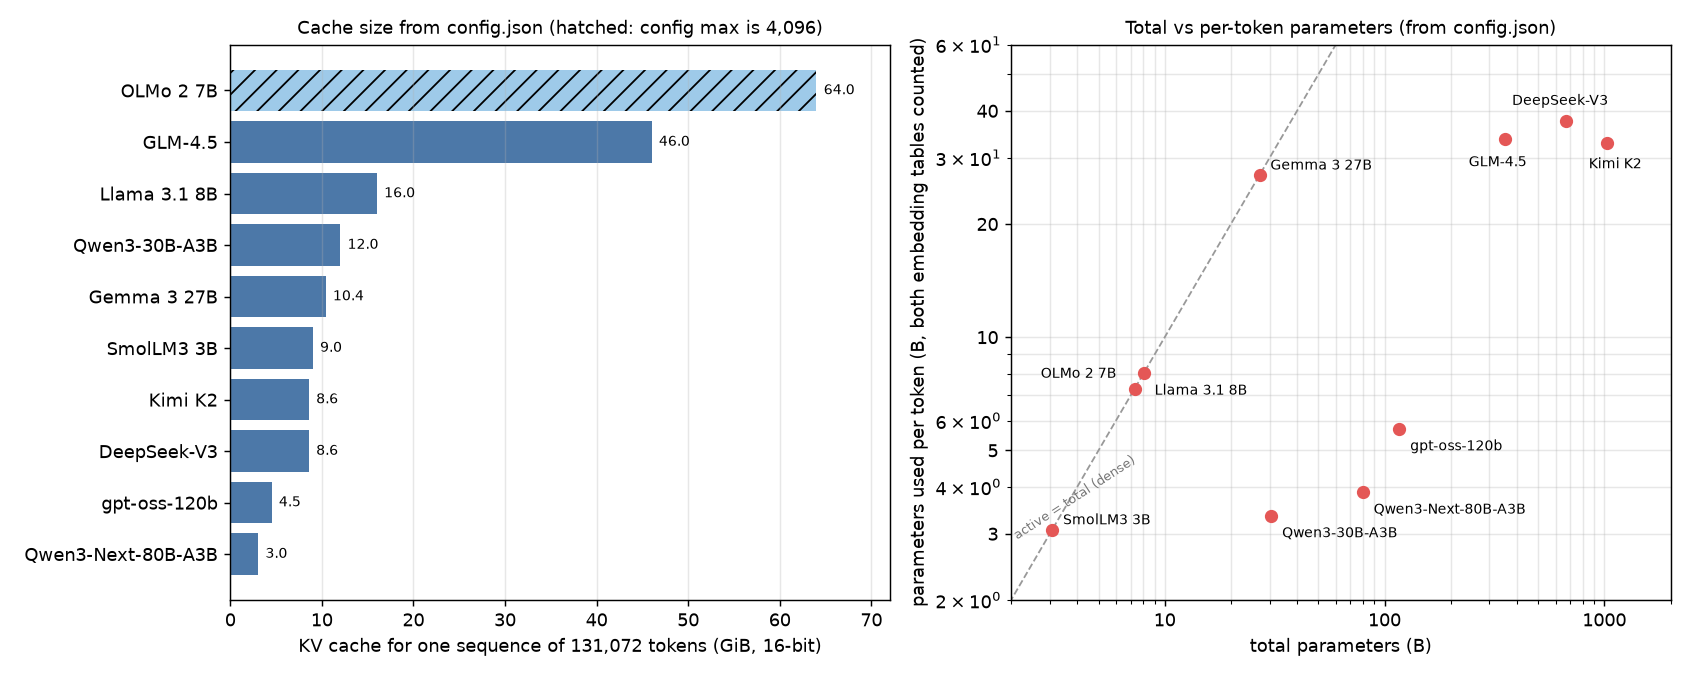 Cache size from config.json (hatched: config max is 4,096)
OLMo 2 7B
64.0
GLM-4.5
46.0
Llama 3.1 8B
16.0
Qwen3-30B-A3B
12.0
Gemma 3 27B
10.4
SmolLM3 3B
9.0
Kimi K2
8.6
DeepSeek-V3
8.6
gpt-oss-120b
4.5
Qwen3-Next-80B-A3B
3.0
0 10 20 30 40 50 60 70
KV cache for one sequence of 131,072 tokens (GiB, 16-bit)
Total vs per-token parameters (from config.json)
parameters used per token (B, both embedding tables counted)
6 × 10¹
40
3 × 10¹
20
10
6 × 10⁰
5
4 × 10⁰
3
2 × 10⁰
DeepSeek-V3
GLM-4.5
Kimi K2
Gemma 3 27B
OLMo 2 7B
Llama 3.1 8B
gpt-oss-120b
active = total (dense)
Qwen3-Next-80B-A3B
SmolLM3 3B
Qwen3-30B-A3B
10 100 1000
total parameters (B)